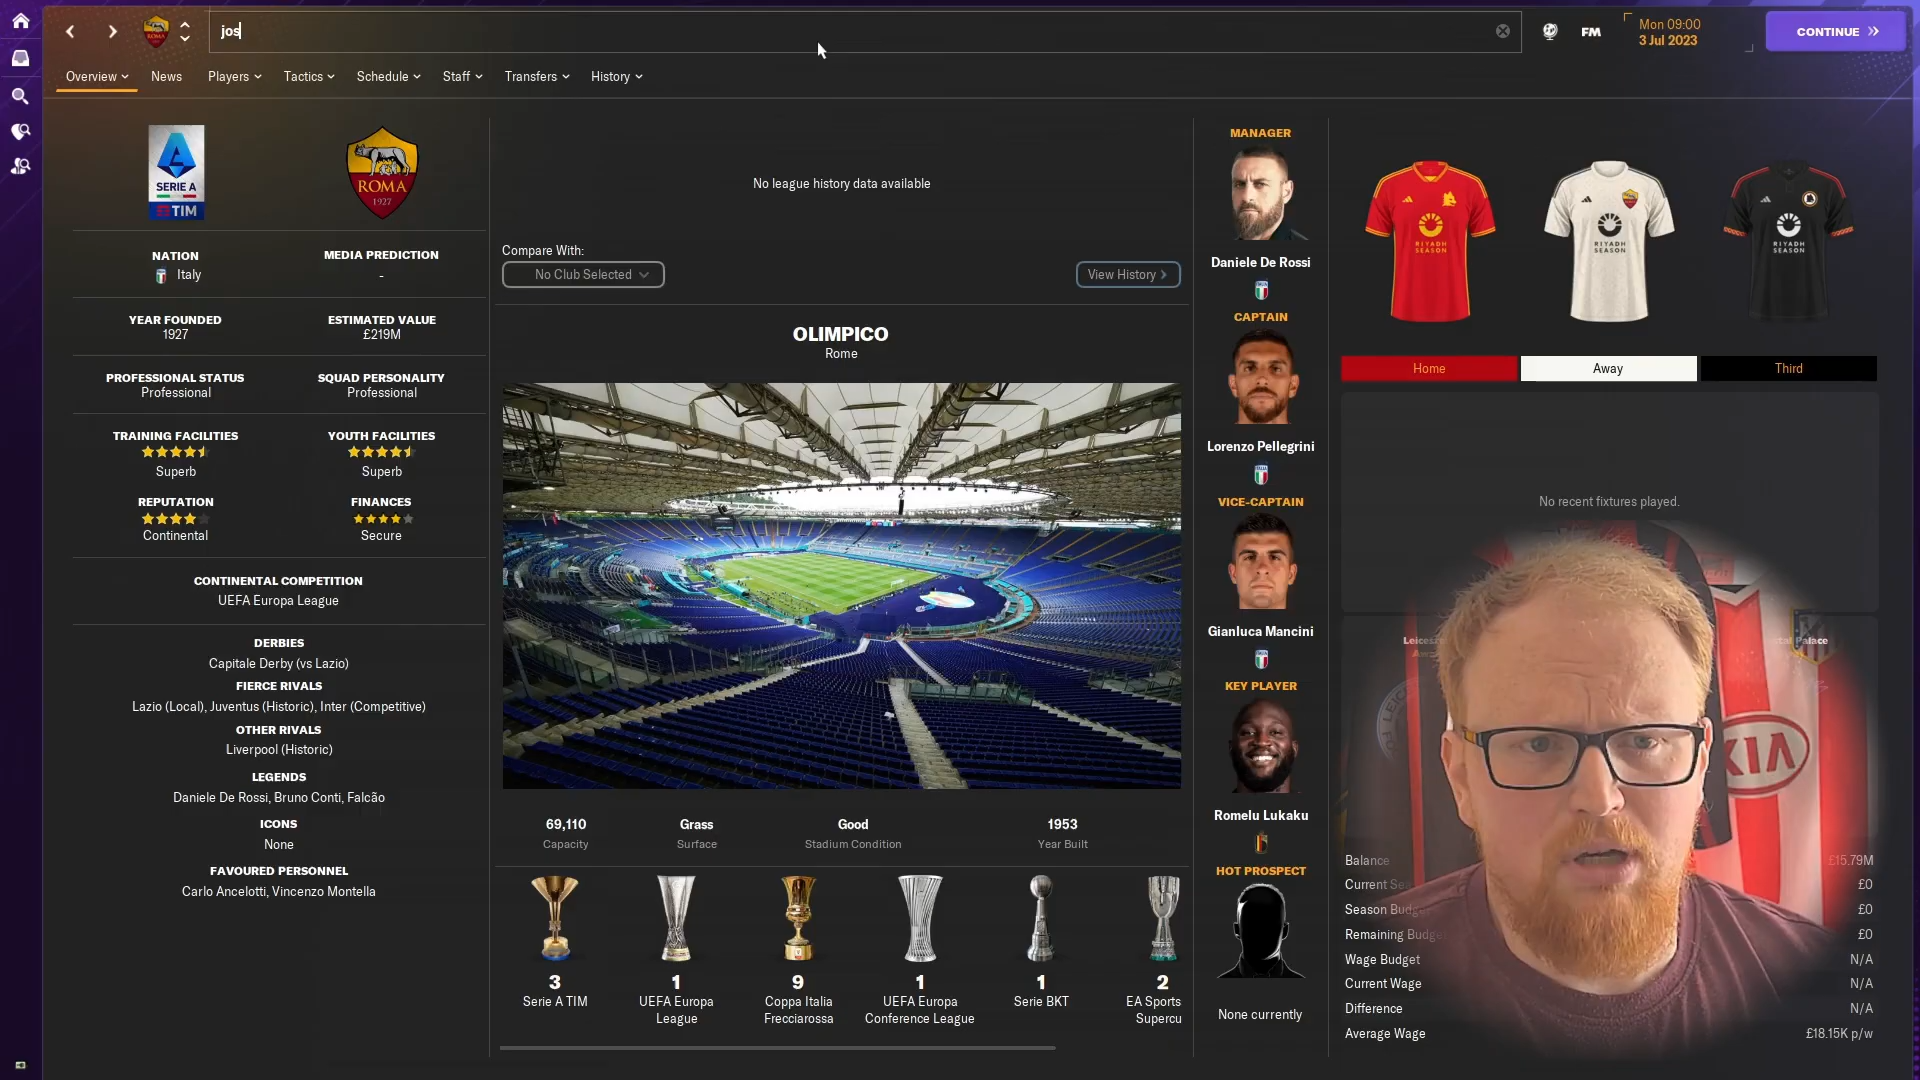 jos
FM
Mon 09:00
3 Jul 2023
CONTINUE
Overview
News
Players
Tactics
Schedule
Staff
Transfers
History
SERIE A
TIM
ROMA
1927
NATION
Italy
MEDIA PREDICTION
-
YEAR FOUNDED
1927
ESTIMATED VALUE
£219M
PROFESSIONAL STATUS
Professional
SQUAD PERSONALITY
Professional
TRAINING FACILITIES
Superb
YOUTH FACILITIES
Superb
REPUTATION
Continental
FINANCES
Secure
CONTINENTAL COMPETITION
UEFA Europa League
DERBIES
Capitale Derby (vs Lazio)
FIERCE RIVALS
Lazio (Local), Juventus (Historic), Inter (Competitive)
OTHER RIVALS
Liverpool (Historic)
LEGENDS
Daniele De Rossi, Bruno Conti, Falcão
ICONS
None
FAVOURED PERSONNEL
Carlo Ancelotti, Vincenzo Montella
No league history data available
Compare With:
No Club Selected
View History
OLIMPICO
Rome
69,110
Capacity
Grass
Surface
Good
Stadium Condition
1953
Year Built
3
Serie A TIM
1
UEFA Europa
League
9
Coppa Italia
Frecciarossa
1
UEFA Europa
Conference League
1
Serie BKT
2
EA Sports
Supercu
MANAGER
Daniele De Rossi
CAPTAIN
Lorenzo Pellegrini
VICE-CAPTAIN
Gianluca Mancini
KEY PLAYER
Romelu Lukaku
HOT PROSPECT
None currently
RIYADH
SEASON
RIYADH
SEASON
RIYADH
SEASON
Home
Away
Third
No recent fixtures played.
Palace
KIA
Balance
£15.79M
Current
£0
Season Budge
£0
Remaining Budge
£0
Wage Budget
N/A
Current Wage
N/A
Difference
N/A
Average Wage
£18.15K p/w